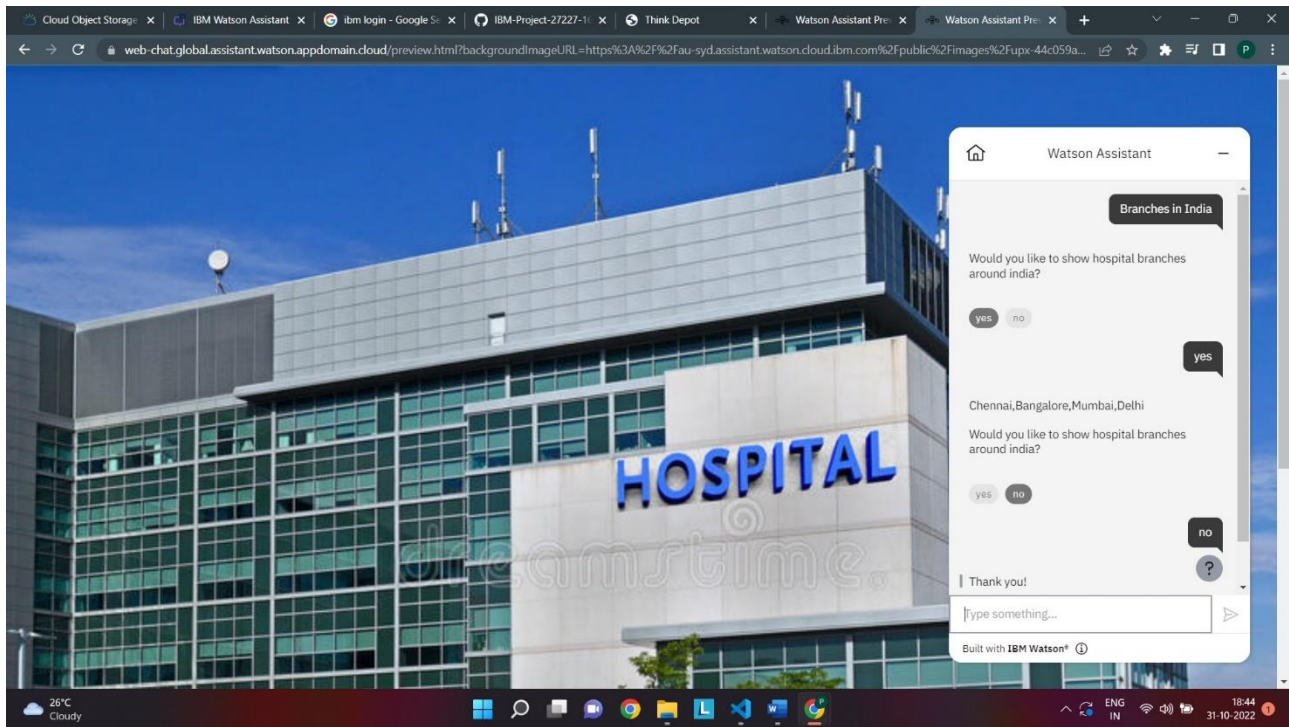 Cloud Object Storage
IBM Watson Assistant
ibm login - Google Se
IBM-Project-27227-16
Think Depot
Watson Assistant Prev
Watson Assistant Prev
web-chat.global.assistant.watson.appdomain.cloud/preview.html?backgroundImageURL=https%3A%2F%2Fau-syd.assistant.watson.cloud.ibm.com%2Fpublic%2Fimages%2Fupx-44c059a...
P
Watson Assistant
Branches in India
Would you like to show hospital branches
around india?
yes no
yes
Chennai,Bangalore,Mumbai,Delhi
Would you like to show hospital branches
around india?
yes no
no
?
Thank you!
Type something...
Built with IBM Watson®
HOSPITAL
dreamstime®
26°C
Cloudy
ENG
IN
18:44
31-10-2022
1